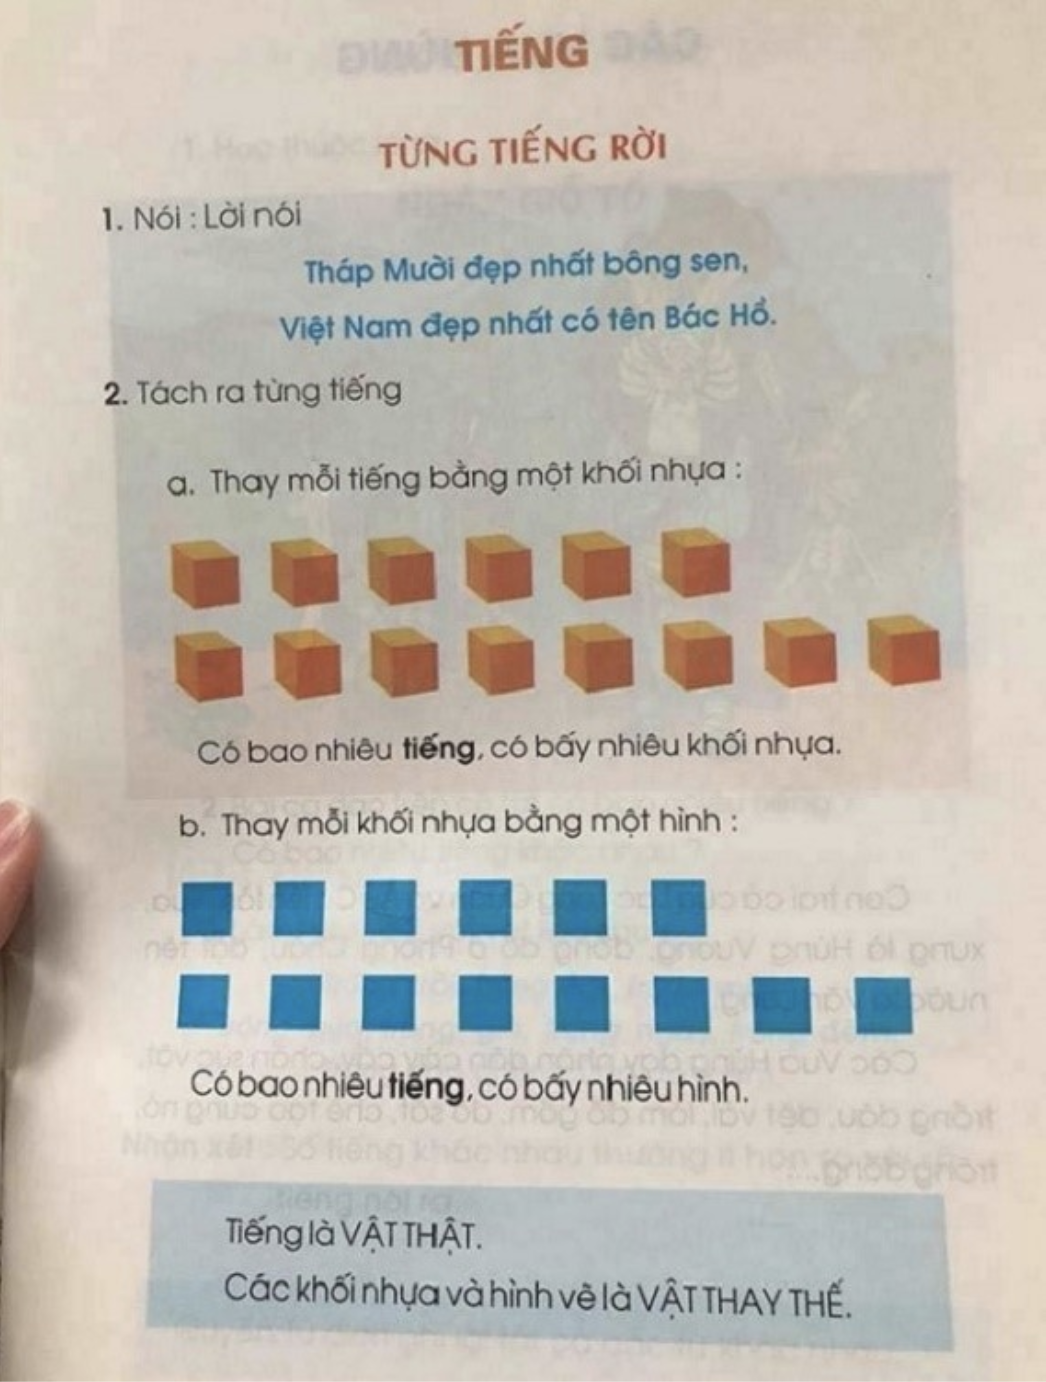 TIẾNG
TỪNG TIẾNG RỜI
1. Nói : Lời nói
Tháp Mười đẹp nhất bông sen,
Việt Nam đẹp nhất có tên Bác Hồ.
2. Tách ra từng tiếng
a. Thay mỗi tiếng bằng một khối nhựa :
Có bao nhiêu tiếng, có bấy nhiêu khối nhựa.
b. Thay mỗi khối nhựa bằng một hình :
Có bao nhiêu tiếng, có bấy nhiêu hình.
Tiếng là VẬT THẬT.
Các khối nhựa và hình vẽ là VẬT THAY THẾ.